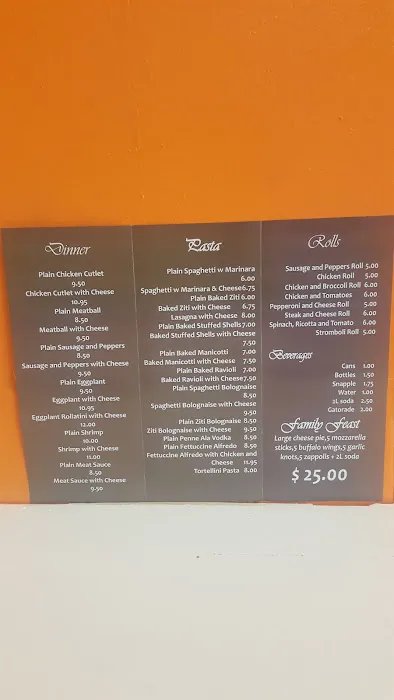 Dinner
Plain Chicken Cutlet
9.50
Chicken Cutlet with Cheese
10.95
Plain Meatball
8.50
Meatball with Cheese
9.50
Plain Sausage and Peppers
8.50
Sausage and Peppers with Cheese
9.50
Plain Eggplant
9.50
Eggplant with Cheese
10.95
Eggplant Rollatini with Cheese
12.00
Plain Shrimp
10.00
Shrimp with Cheese
11.00
Plain Meat Sauce
8.50
Meat Sauce with Cheese
9.50
Pasta
Plain Spaghetti w Marinara
6.00
Spaghetti w Marinara & Cheese6.75
Plain Baked Ziti 6.00
Baked Ziti with Cheese 6.75
Lasagna with Cheese 8.00
Plain Baked Stuffed Shells 7.00
Baked Stuffed Shells with Cheese
7.50
Plain Baked Manicotti 7.00
Baked Manicotti with Cheese 7.50
Plain Baked Ravioli 7.00
Baked Ravioli with Cheese7.50
Plain Spaghetti Bolognaise
8.50
Spaghetti Bolognaise with Cheese
9.50
Plain Ziti Bolognaise 8.50
Ziti Bolognaise with Cheese 9.50
Plain Penne Ala Vodka 8.50
Plain Fettuccine Alfredo 8.50
Fettuccine Alfredo with Chicken and
Cheese 11.95
Tortellini Pasta 8.00
Rolls
Sausage and Peppers Roll 5.00
Chicken Roll 5.00
Chicken and Broccoli Roll 6.00
Chicken and Tomatoes 6.00
Pepperoni and Cheese Roll 5.00
Steak and Cheese Roll 6.00
Spinach, Ricotta and Tomato 6.00
Stromboli Roll 5.00
Beverages
Cans 1.00
Bottles 1.50
Snapple 1.75
Water 1.00
2L soda 2.50
Gatorade 2.00
Family Feast
Large cheese pie,5 mozzarella
sticks,5 buffalo wings,5 garlic
knots,5 zappolis + 2L soda
$ 25.00